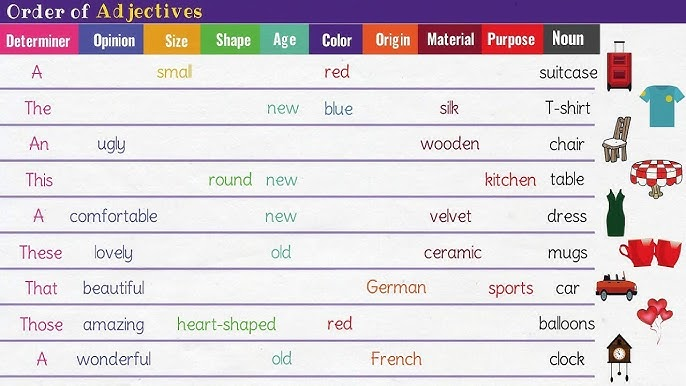 Order of Adjectives
Determiner Opinion Size Shape Age Color Origin Material Purpose Noun
A small red suitcase
The new blue silk T-shirt
An ugly wooden chair
This round new kitchen table
A comfortable new velvet dress
These lovely old ceramic mugs
That beautiful German sports car
Those amazing heart-shaped red balloons
A wonderful old French clock